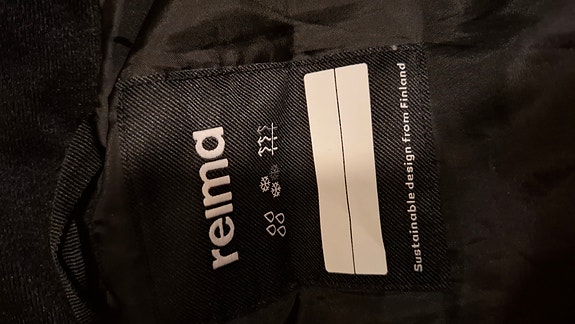 reima
Sustainable design from Finland